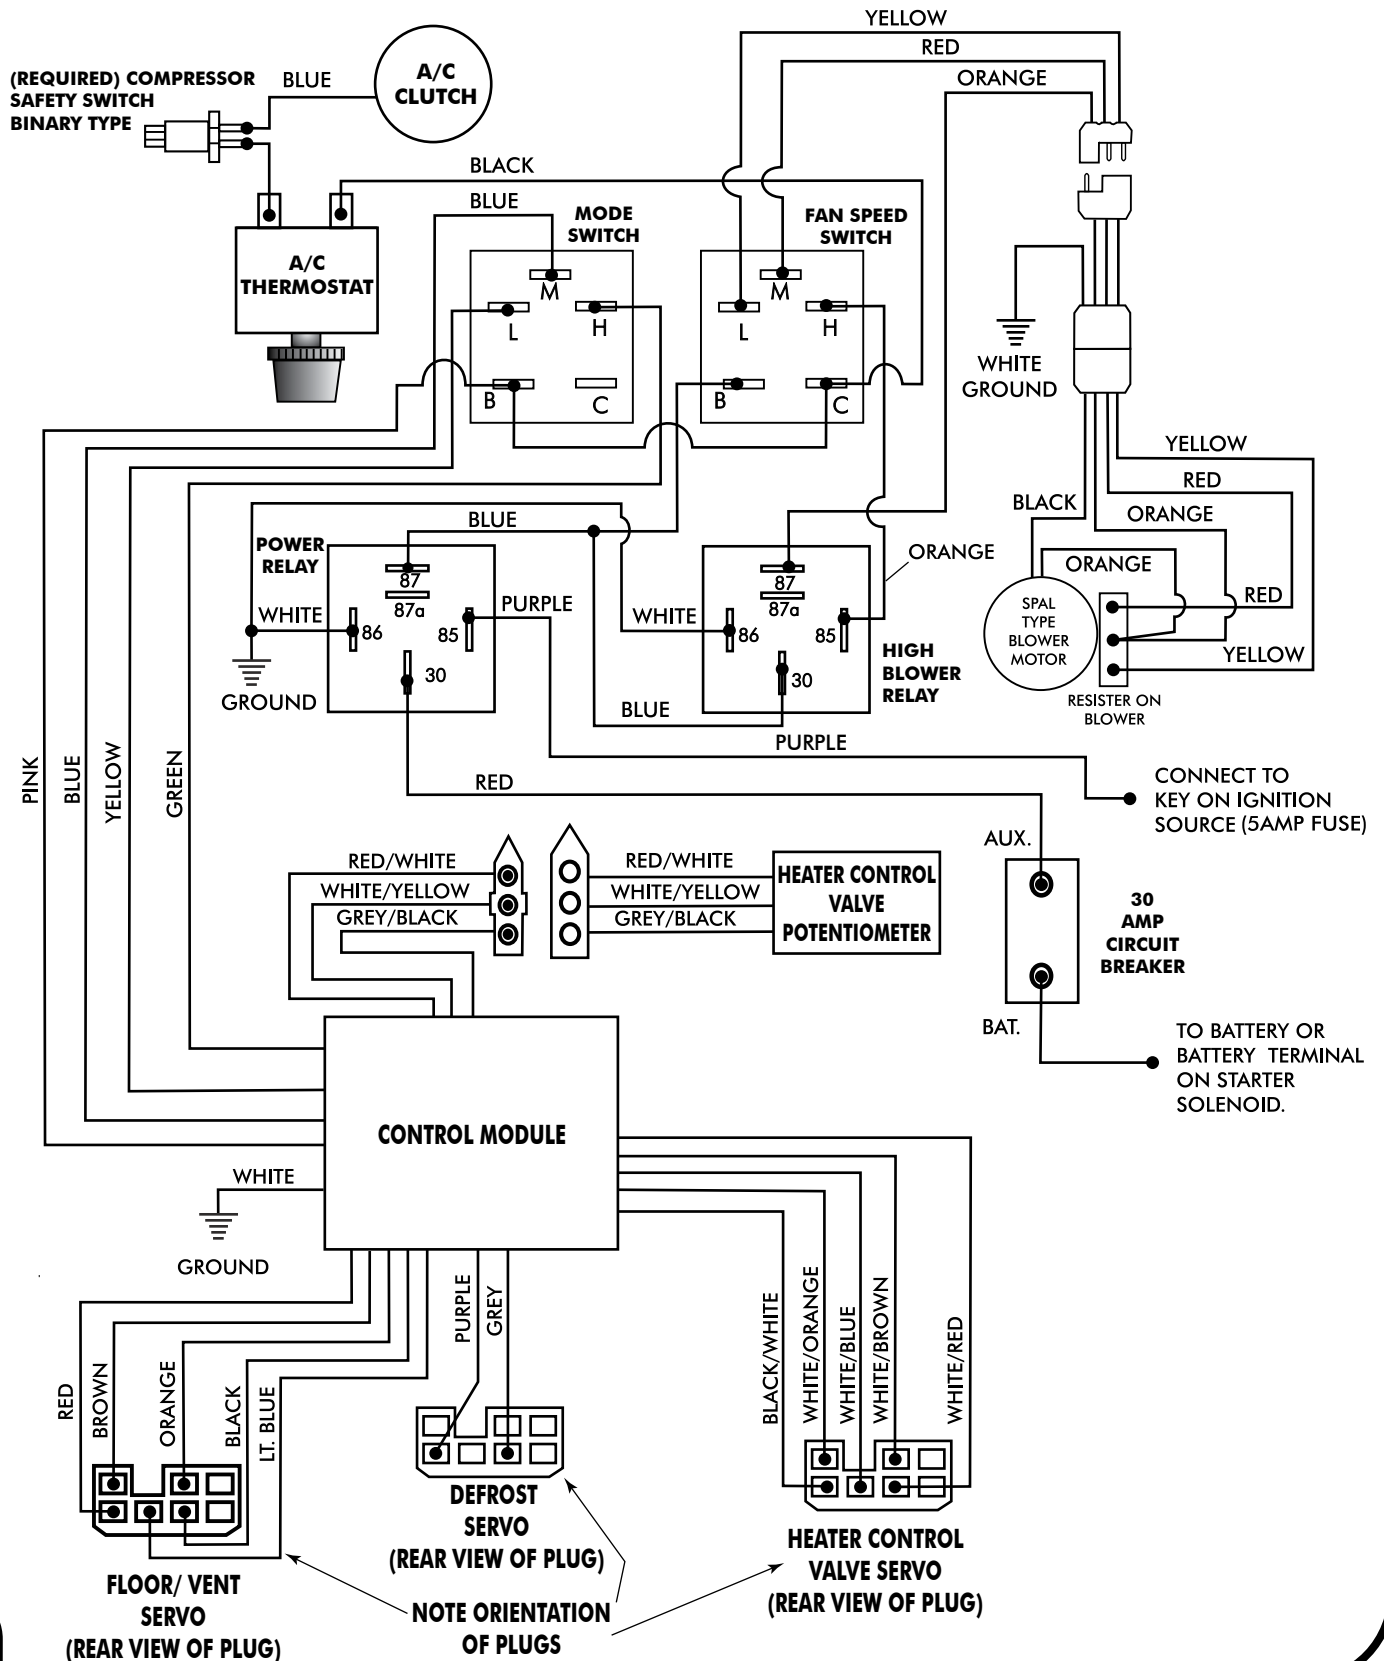 YELLOW
RED
ORANGE
(REQUIRED) COMPRESSOR
SAFETY SWITCH
BINARY TYPE
BLUE
A/C
CLUTCH
BLACK
BLUE
MODE
SWITCH
FAN SPEED
SWITCH
A/C
THERMOSTAT
M
L
H
B
C
M
L
H
B
C
WHITE
GROUND
YELLOW
RED
BLACK
ORANGE
ORANGE
RED
YELLOW
SPAL
TYPE
BLOWER
MOTOR
RESISTER ON
BLOWER
BLUE
POWER
RELAY
87
87a
86
85
30
WHITE
PURPLE
GROUND
ORANGE
87
87a
86
85
30
WHITE
HIGH
BLOWER
RELAY
BLUE
PURPLE
RED
CONNECT TO
KEY ON IGNITION
SOURCE (5AMP FUSE)
PINK
BLUE
YELLOW
GREEN
AUX.
30
AMP
CIRCUIT
BREAKER
BAT.
TO BATTERY OR
BATTERY TERMINAL
ON STARTER
SOLENOID.
RED/WHITE
WHITE/YELLOW
GREY/BLACK
RED/WHITE
WHITE/YELLOW
GREY/BLACK
HEATER CONTROL
VALVE
POTENTIOMETER
CONTROL MODULE
WHITE
GROUND
RED
BROWN
ORANGE
BLACK
LT. BLUE
PURPLE
GREY
BLACK/WHITE
WHITE/ORANGE
WHITE/BLUE
WHITE/BROWN
WHITE/RED
FLOOR/ VENT
SERVO
(REAR VIEW OF PLUG)
DEFROST
SERVO
(REAR VIEW OF PLUG)
HEATER CONTROL
VALVE SERVO
(REAR VIEW OF PLUG)
NOTE ORIENTATION
OF PLUGS